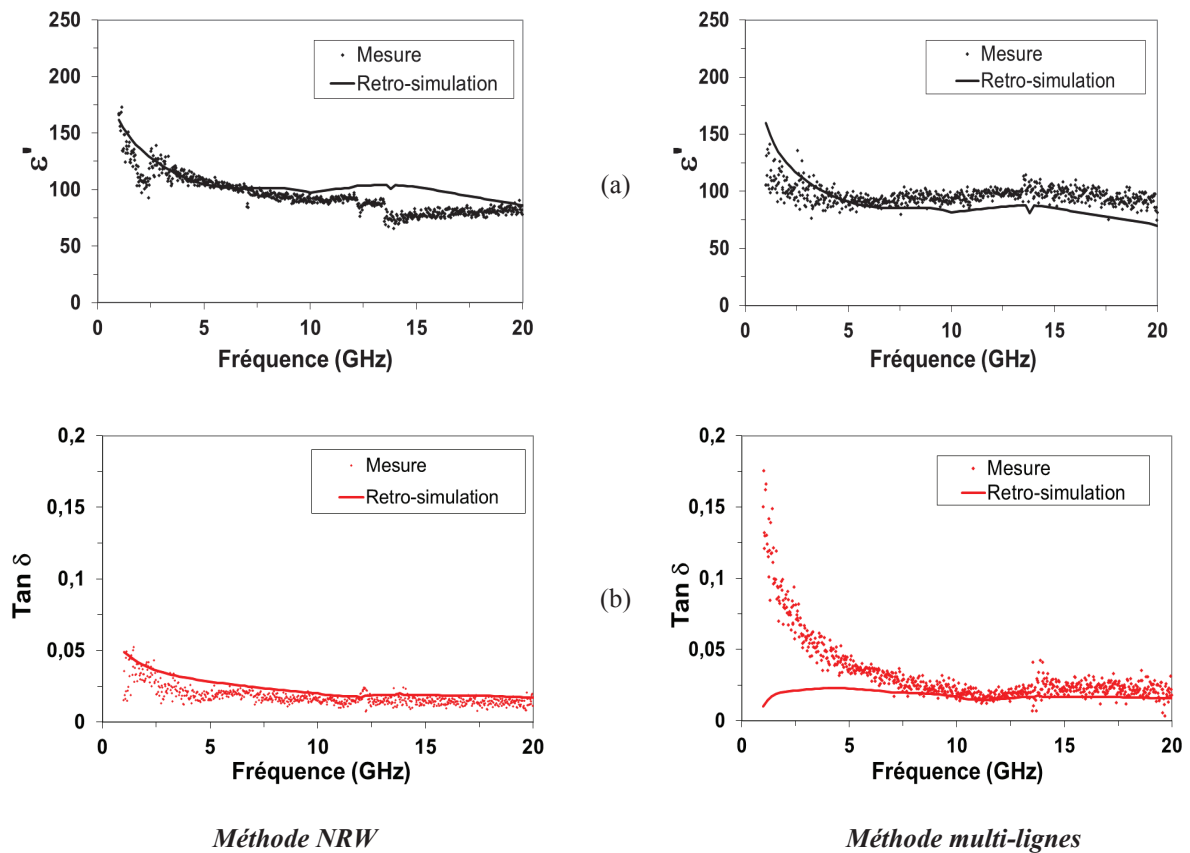 250
200
150
100
50
0
ε'
Mesure
Retro-simulation
0 5 10 15 20
Fréquence (GHz)
(a)
250
200
150
100
50
0
ε'
Mesure
Retro-simulation
0 5 10 15 20
Fréquence (GHz)
0,2
0,15
0,1
0,05
0
Tan δ
Mesure
Retro-simulation
0 5 10 15 20
Fréquence (GHz)
(b)
0,2
0,15
0,1
0,05
0
Tan δ
Mesure
Retro-simulation
0 5 10 15 20
Fréquence (GHz)
Méthode NRW
Méthode multi-lignes